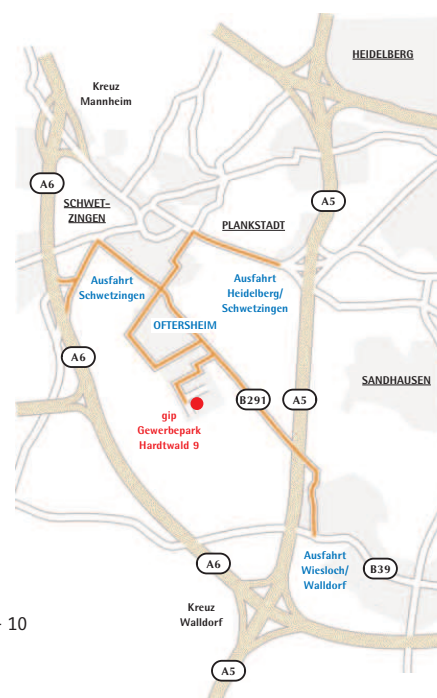 HEIDELBERG
Kreuz
Mannheim
A6
A5
SCHWET-
ZINGEN
PLANKSTADT
Ausfahrt
Schwetzingen
Ausfahrt
Heidelberg/
Schwetzingen
OFTERSHEIM
A6
SANDHAUSEN
B291
A5
gip
Gewerbepark
Hardtwald 9
Ausfahrt
Wiesloch/
Walldorf
A6
B39
Kreuz
Walldorf
10
A5